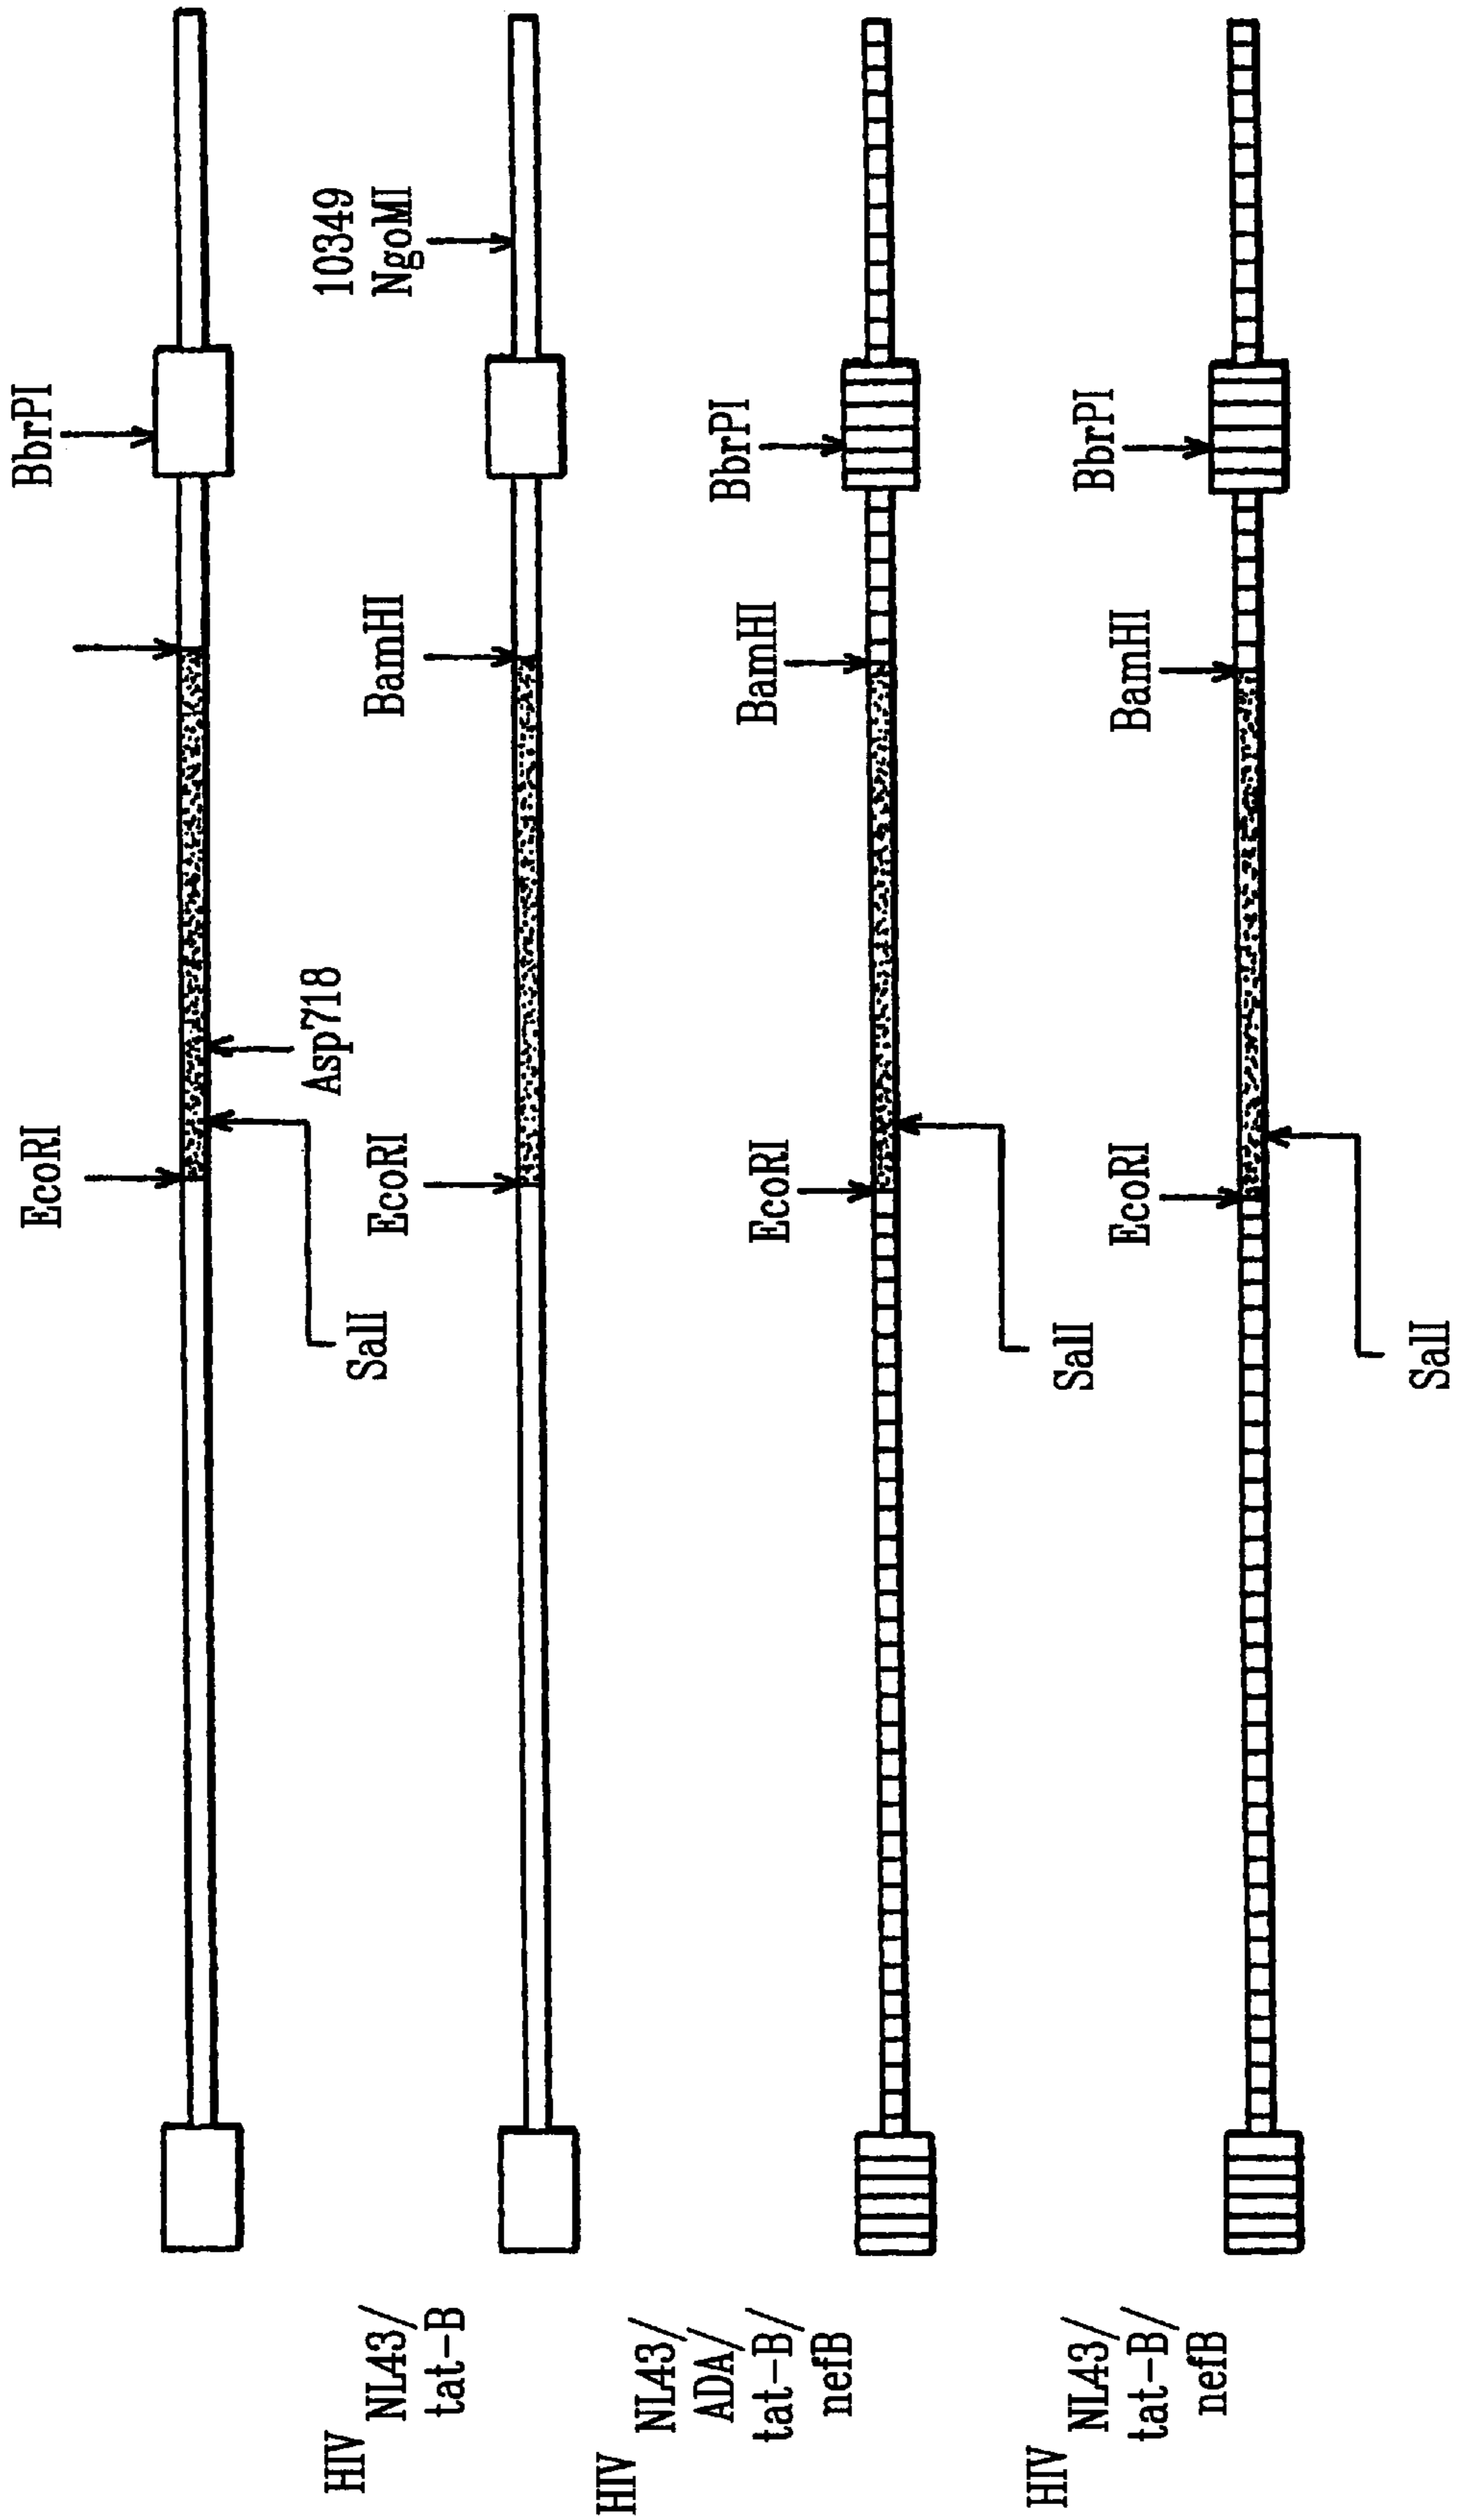 EcoRI
BbrPI
Asp718
SalI
HIV
NL43/
tat-B
EcoRI
BamHI
10349
NgoMI
HIV
NL43/
ADA/
tat-B/
nefB
EcoRI
BamHI
BbrPI
SalI
HIV
NL43/
tat-B/
nefB
EcoRI
BamHI
BbrPI
SalI